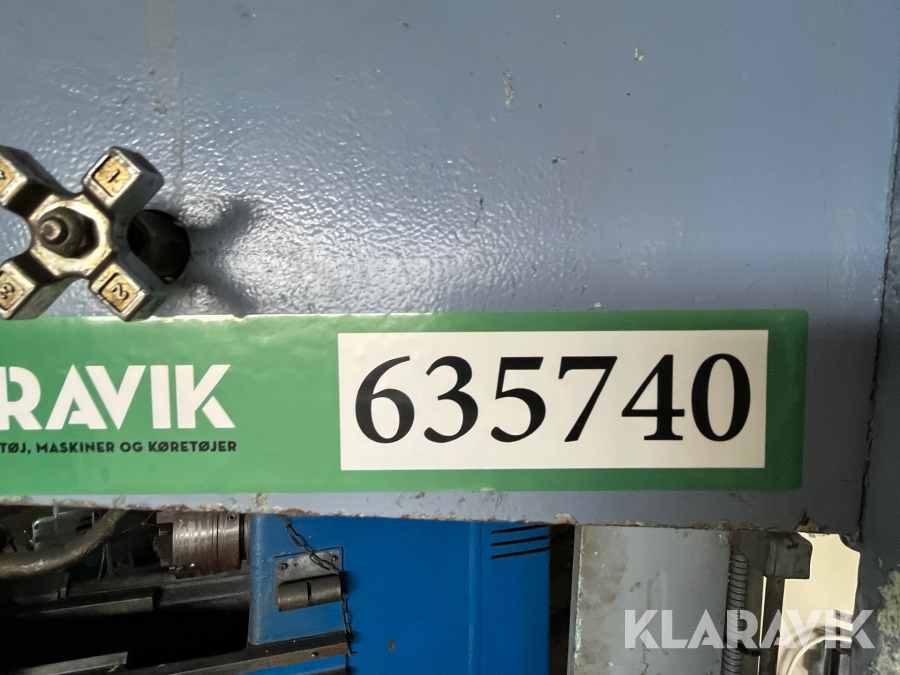 1
2
3
RAVIK
TØJ, MASKINER OG KØRETØJER
635740
KLARAVIK